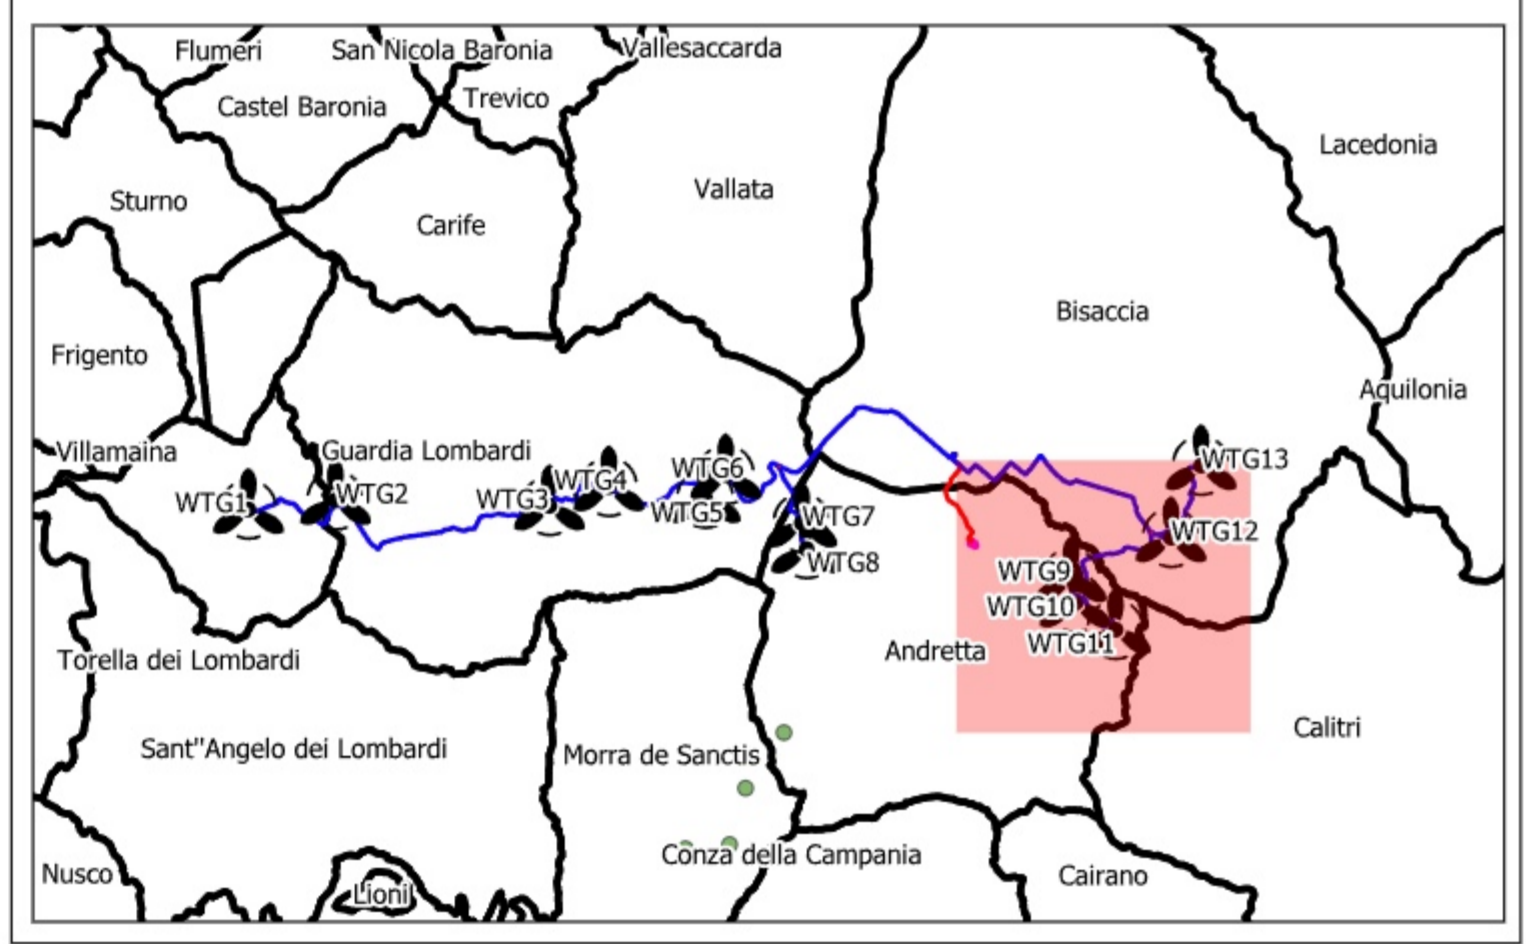 Flumeri
San Nicola Baronia
Vallesaccarda
Castel Baronia
Trevico
Lacedonia
Sturno
Vallata
Carife
Bisaccia
Frigento
Aquilonia
Villamaina
Guardia Lombardi
WTG1
WTG2
WTG3
WTG4
WTG6
WTG5
WTG7
WTG8
WTG13
WTG12
WTG9
WTG10
WTG11
Andretta
Torella dei Lombardi
Sant"Angelo dei Lombardi
Morra de Sanctis
Calitri
Conza della Campania
Nusco
Lioni
Cairano